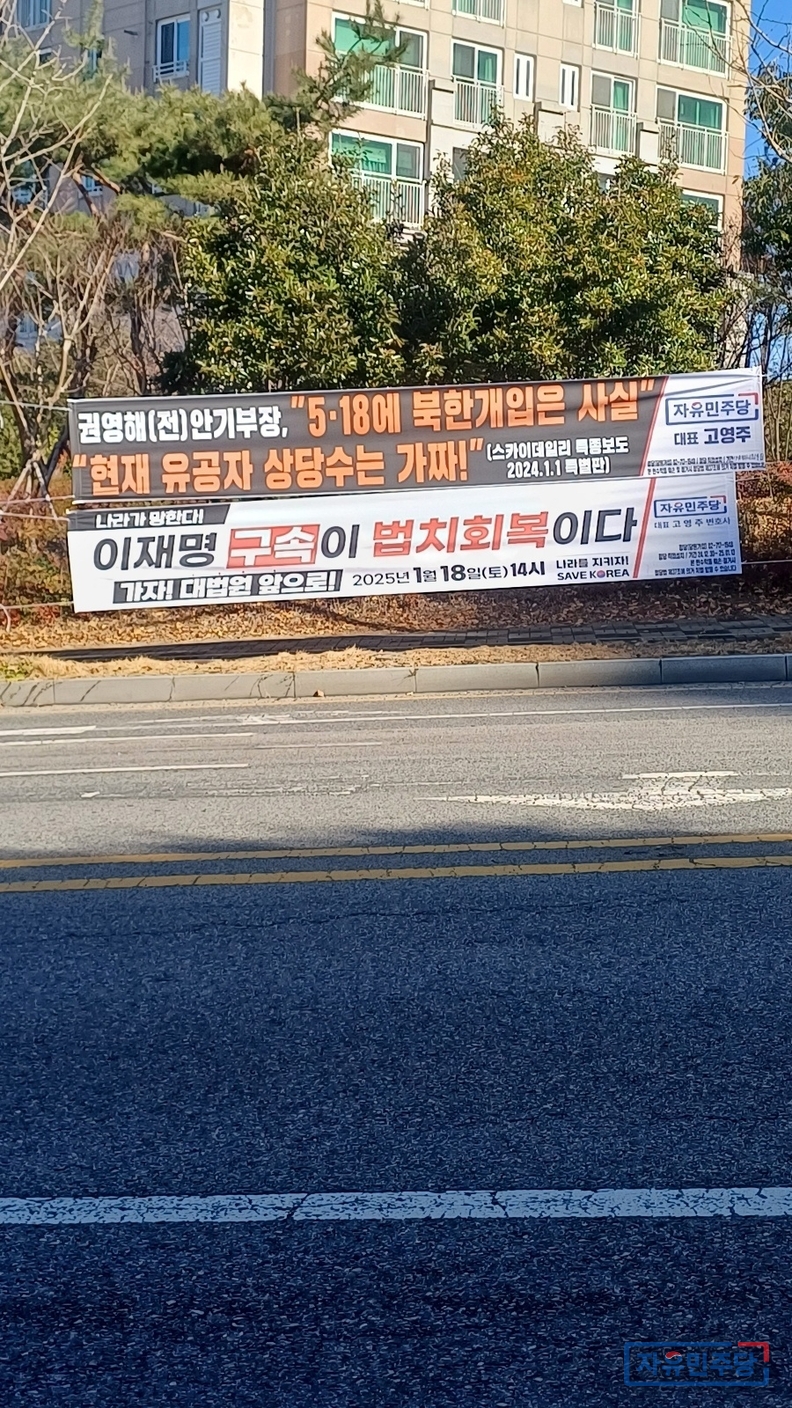 권영해(전)안기부장, "5·18에 북한개입은 사실"
"현재 유공자 상당수는 가짜!" (스카이데일리 특종보도
2024.1.1 특별판)
자유민주당
대표 고영주
나라가 망한다!
이재명 구속이 법치회복이다
가자! 대법원 앞으로! 2025년 1월 18일(토) 14시
나라를 지키자!
SAVE KOREA
자유민주당
대표 고영주 변호사
자유민주당